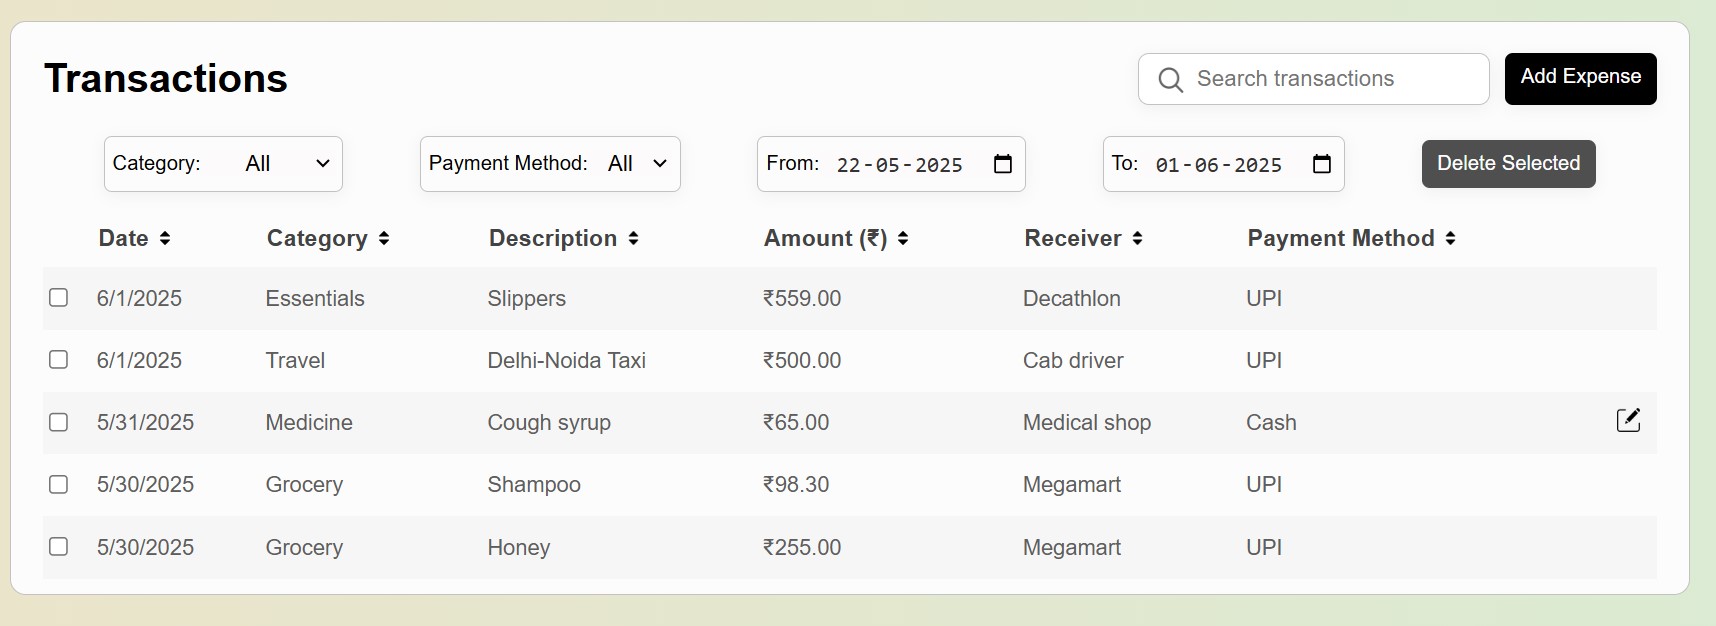 Transactions
Search transactions
Add Expense
Category: All
Payment Method: All
From: 22-05-2025
To: 01-06-2025
Delete Selected
Date Category Description Amount (₹) Receiver Payment Method
6/1/2025 Essentials Slippers ₹559.00 Decathlon UPI
6/1/2025 Travel Delhi-Noida Taxi ₹500.00 Cab driver UPI
5/31/2025 Medicine Cough syrup ₹65.00 Medical shop Cash
5/30/2025 Grocery Shampoo ₹98.30 Megamart UPI
5/30/2025 Grocery Honey ₹255.00 Megamart UPI